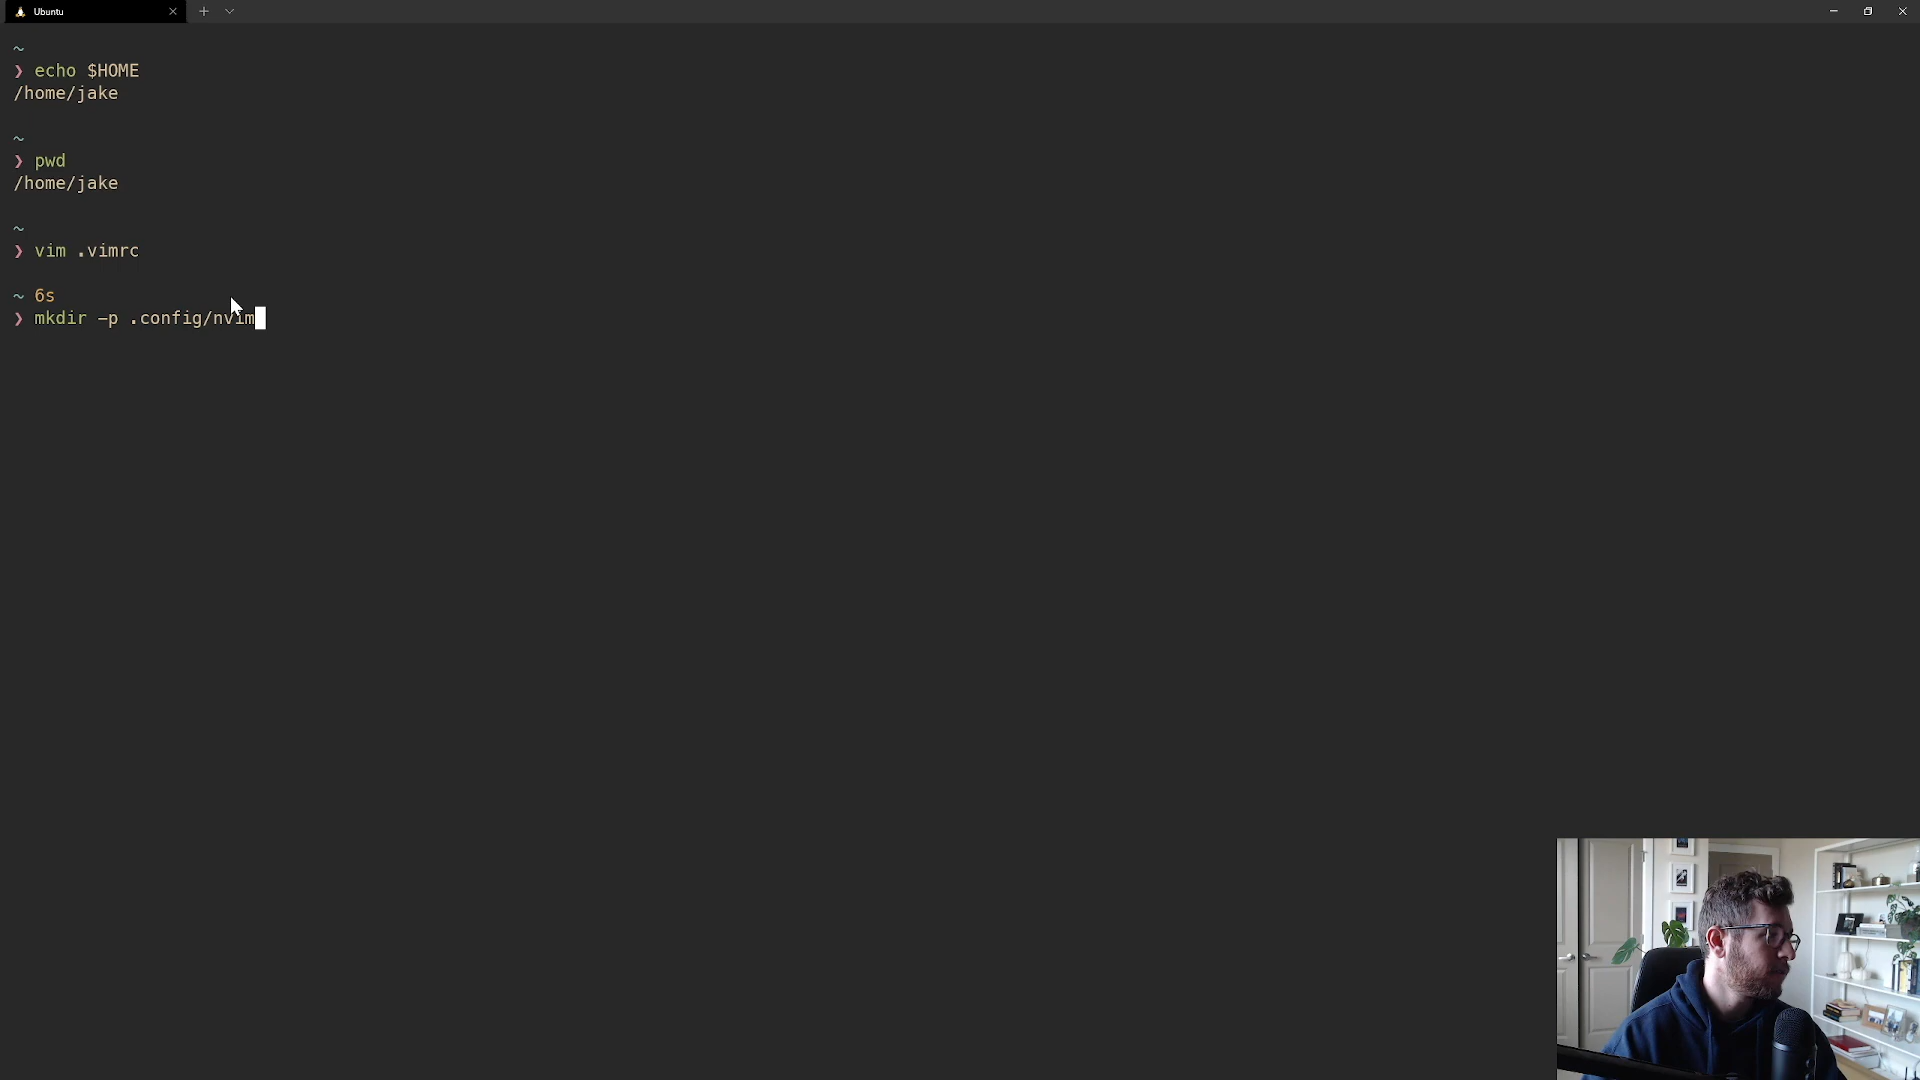 Ubuntu
~
❯ echo $HOME
/home/jake
~
❯ pwd
/home/jake
~
❯ vim .vimrc
~ 6s
❯ mkdir -p .config/nvim